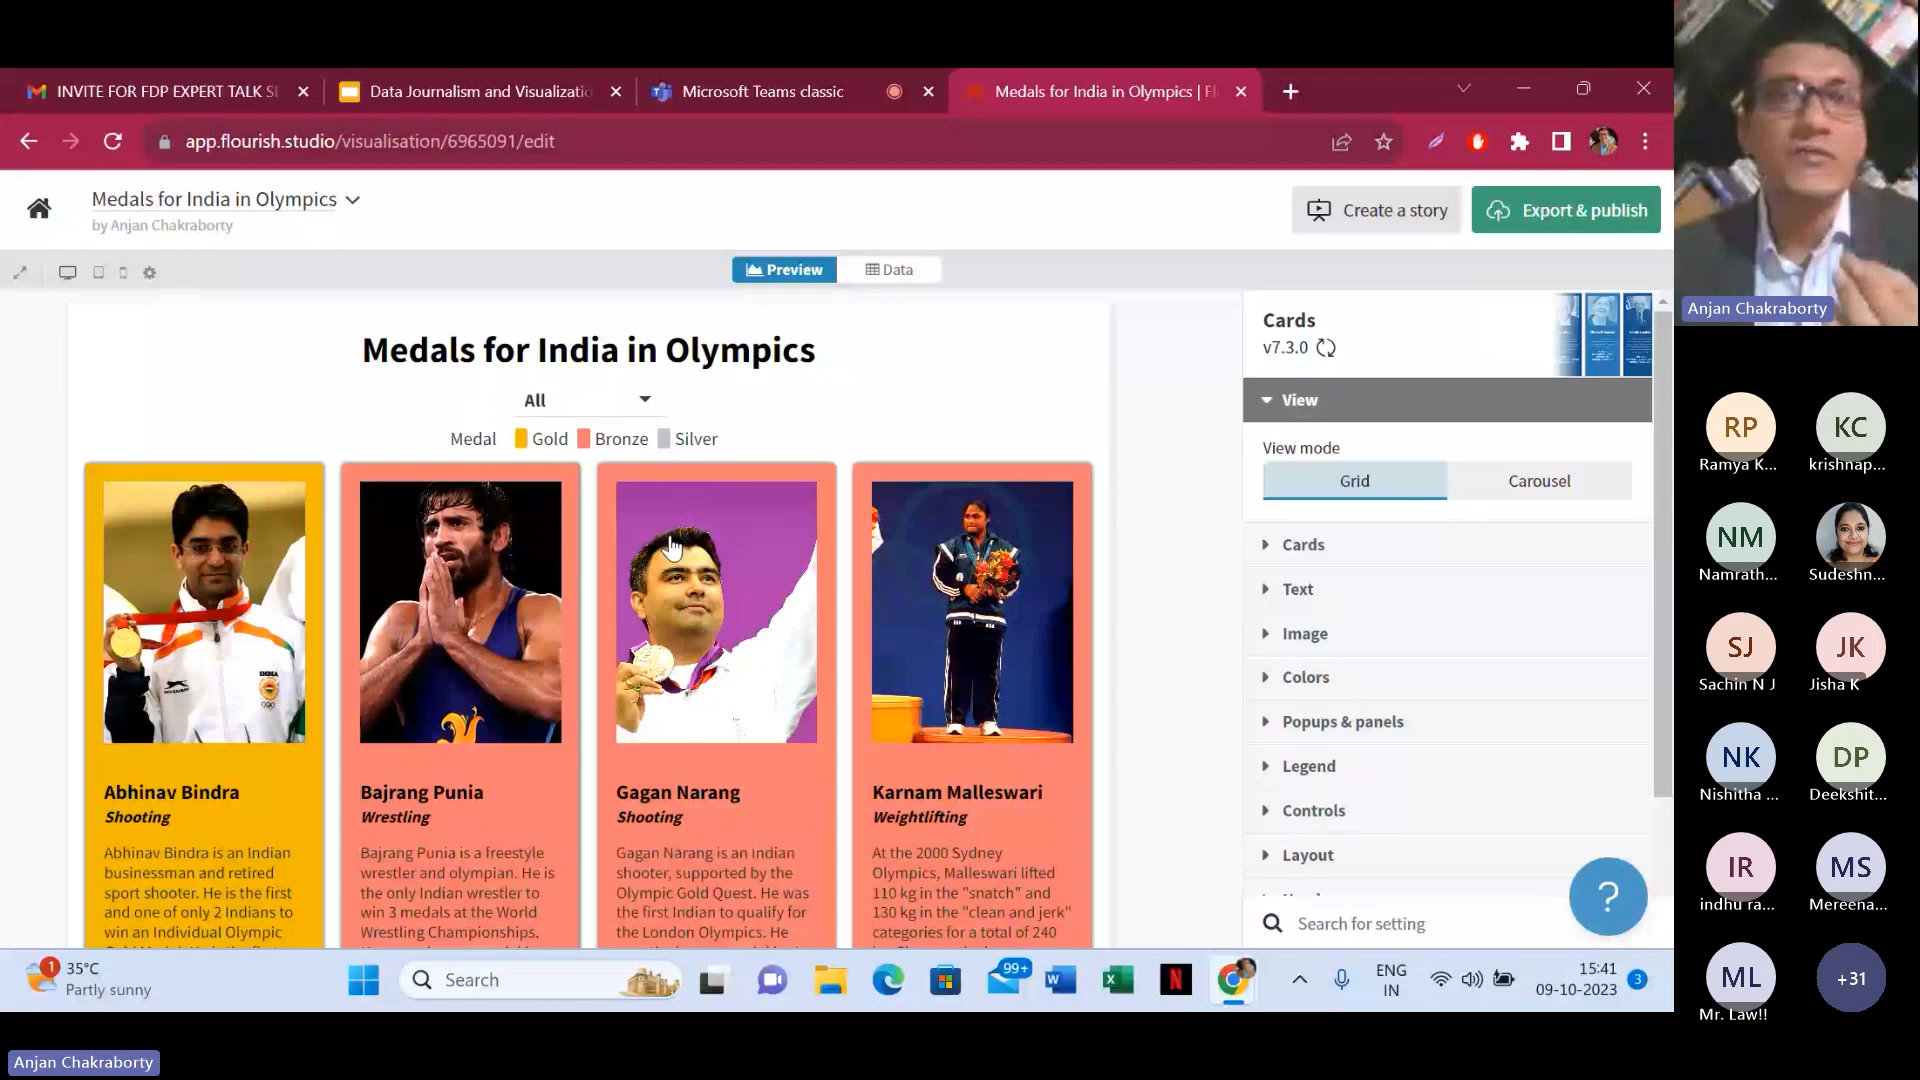 INVITE FOR FDP EXPERT TALK
Data Journalism and Visualizatio
Microsoft Teams classic
Medals for India in Olympics | Fl
app.flourish.studio/visualisation/6965091/edit
Medals for India in Olympics
by Anjan Chakraborty
Create a story
Export & publish
Preview
Data
Medals for India in Olympics
All
Medal Gold Bronze Silver
INDIA
Abhinav Bindra
Shooting
Abhinav Bindra is an Indian
businessman and retired
sport shooter. He is the first
and one of only 2 Indians to
win an Individual Olympic
Bajrang Punia
Wrestling
Bajrang Punia is a freestyle
wrestler and olympian. He is
the only Indian wrestler to
win 3 medals at the World
Wrestling Championships.
Gagan Narang
Shooting
Gagan Narang is an Indian
shooter, supported by the
Olympic Gold Quest. He was
the first Indian to qualify for
the London Olympics. He
Karnam Malleswari
Weightlifting
At the 2000 Sydney
Olympics, Malleswari lifted
110 kg in the "snatch" and
130 kg in the "clean and jerk"
categories for a total of 240
Cards
v7.3.0
View
View mode
Grid
Carousel
Cards
Text
Image
Colors
Popups & panels
Legend
Controls
Layout
Search for setting
?
1
35°C
Partly sunny
Search
99+
ENG
IN
15:41
09-10-2023
3
Anjan Chakraborty
Anjan Chakraborty
RP
Ramya K...
KC
krishnap...
NM
Namrath...
Sudeshn...
SJ
Sachin N J
JK
Jisha K
NK
Nishitha ...
DP
Deekshit...
IR
indhu ra...
MS
Mereena...
ML
Mr. Law!!
+31